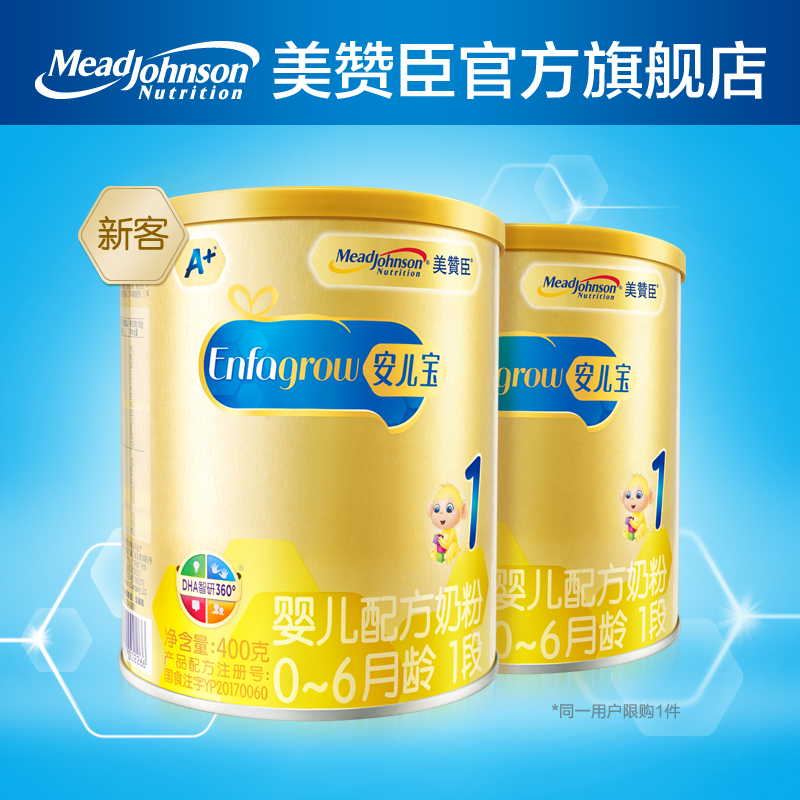 MeadJohnson
Nutrition
美赞臣官方旗舰店
新客
A+
MeadJohnson®
Nutrition
美贊臣®
Enfagrow 安儿宝
1
DHA智研360°
净含量:400克
产品配方注册号:
国食注字YP20170060
婴儿配方奶粉
0~6月龄 1段
MeadJohnson®
Nutrition
美贊臣®
grow 安儿宝
1
婴儿配方奶粉
0~6月龄 1段
*同一用户限购1件